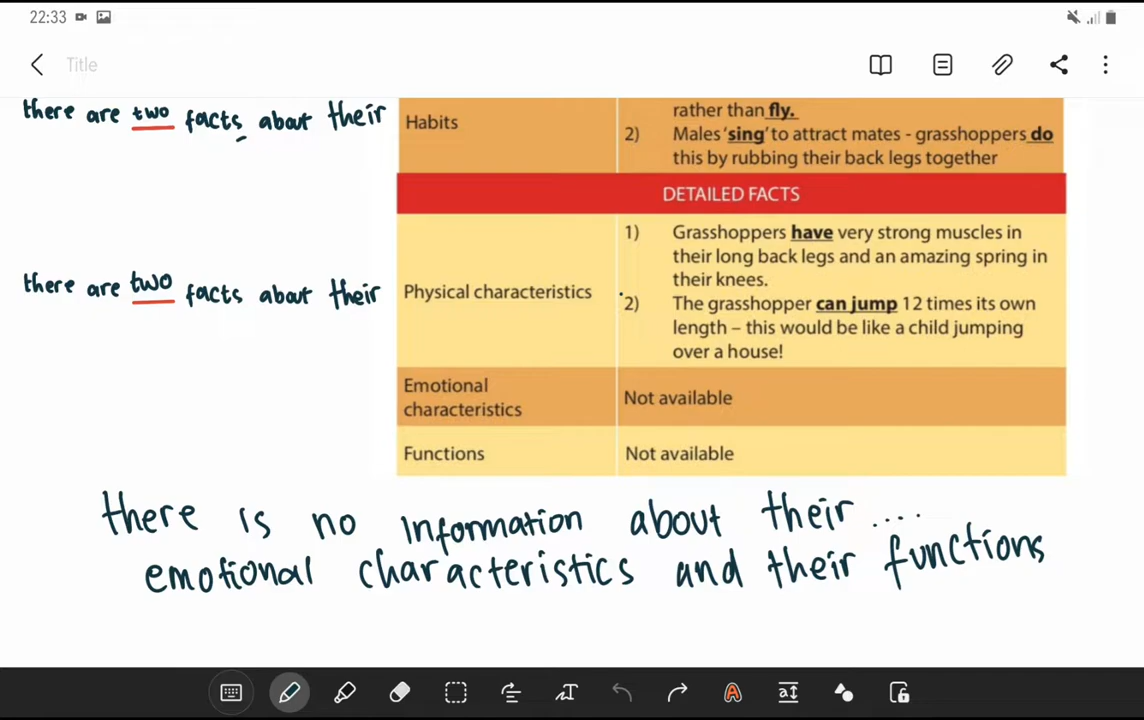 22:33
Title
there are two facts about their
Habits
rather than fly.
2) Males 'sing' to attract mates - grasshoppers do
this by rubbing their back legs together
DETAILED FACTS
there are two facts about their
Physical characteristics
1) Grasshoppers have very strong muscles in
their long back legs and an amazing spring in
their knees.
2) The grasshopper can jump 12 times its own
length – this would be like a child jumping
over a house!
Emotional
characteristics
Not available
Functions
Not available
there is no information about their ....
emotional characteristics and their functions